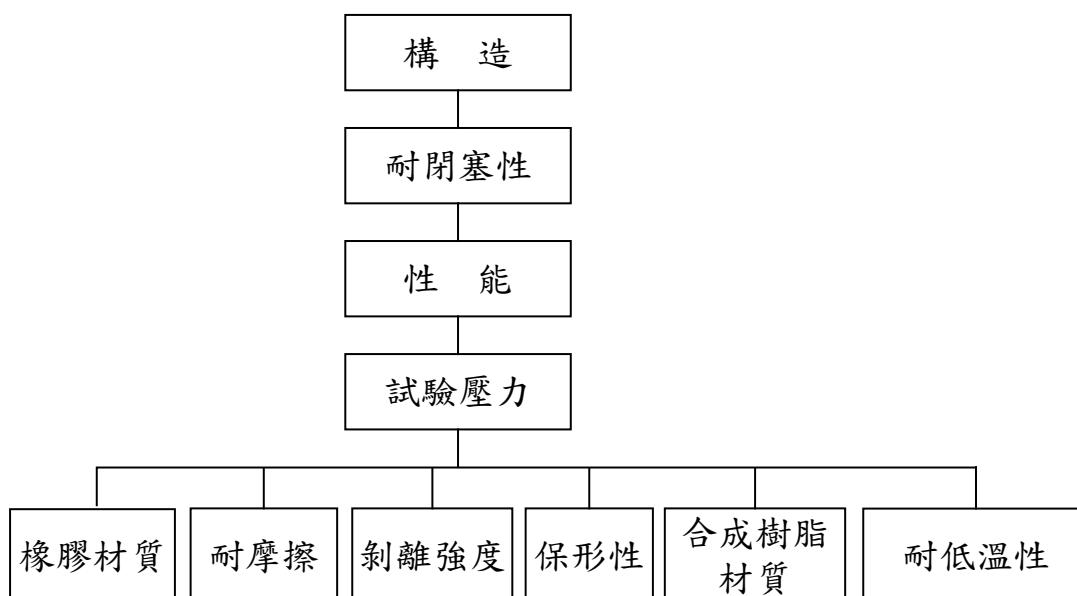 構　造
耐閉塞性
性　能
試驗壓力
橡膠材質
耐摩擦
剝離強度
保形性
合成樹脂
材質
耐低溫性